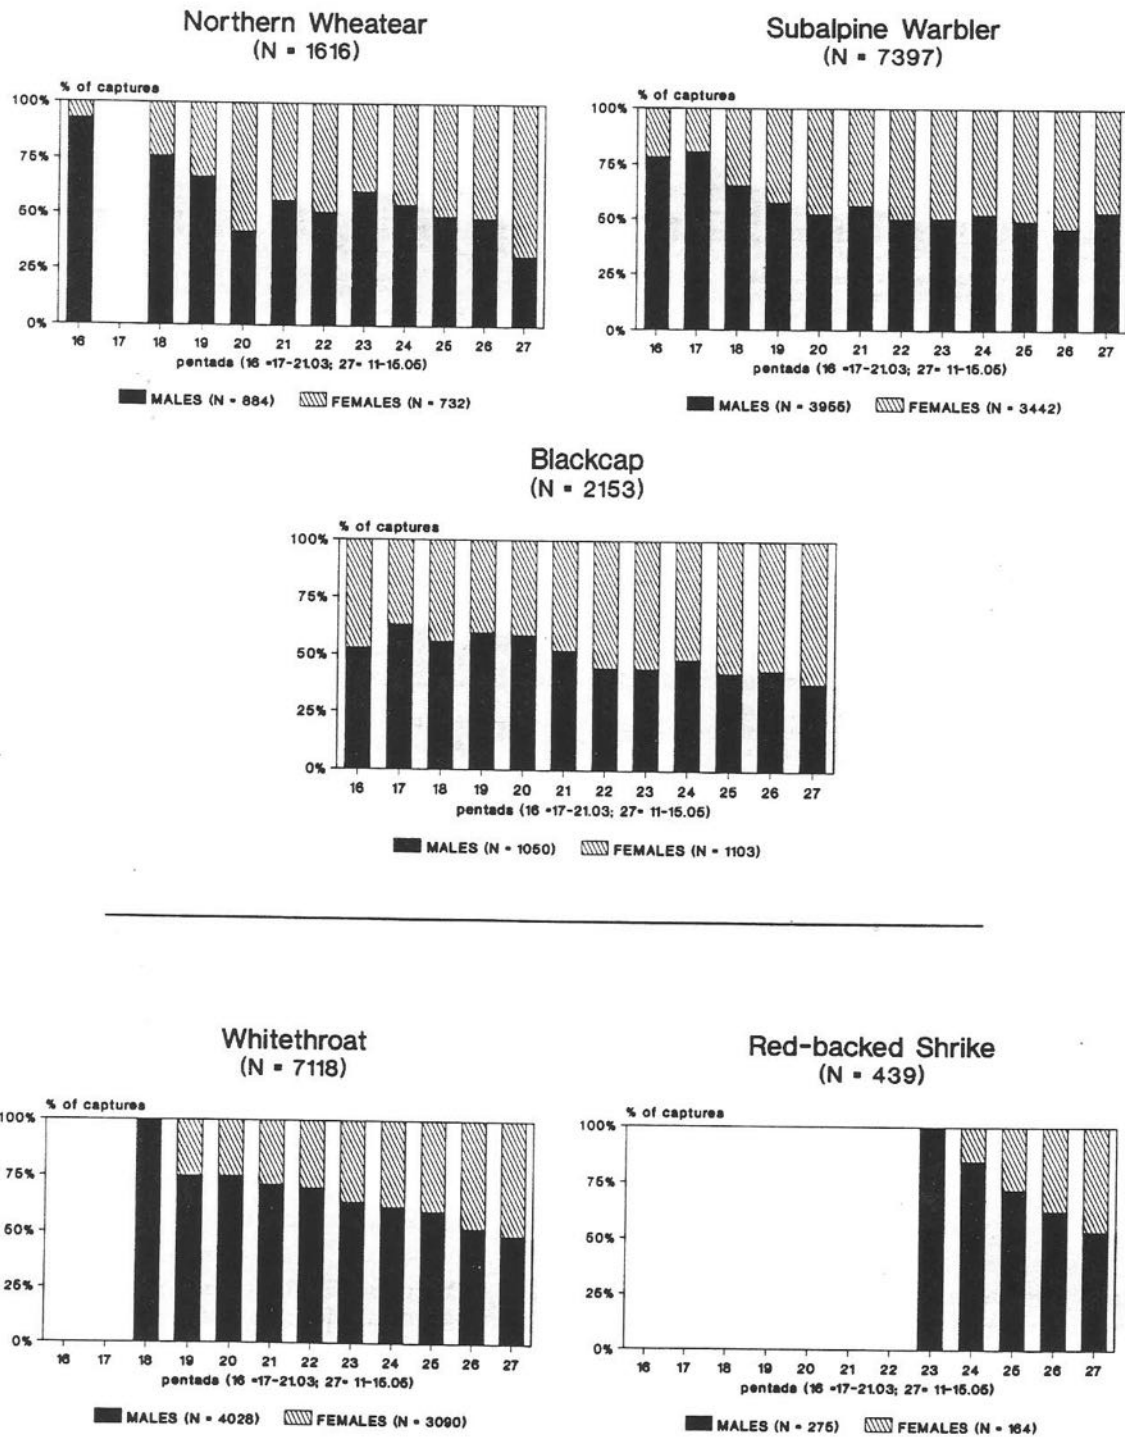 Northern Wheatear
(N = 1616)
% of captures
100%
75%
50%
25%
0%
16 17 18 19 20 21 22 23 24 25 26 27
pentada (16 =17-21.03; 27= 11-15.05)
MALES (N = 884) FEMALES (N = 732)
Subalpine Warbler
(N = 7397)
% of captures
100%
75%
50%
25%
0%
16 17 18 19 20 21 22 23 24 25 26 27
pentada (16 =17-21.03; 27= 11-15.05)
MALES (N = 3955) FEMALES (N = 3442)
Blackcap
(N = 2153)
% of captures
100%
75%
50%
25%
0%
16 17 18 19 20 21 22 23 24 25 26 27
pentada (16 =17-21.03; 27= 11-15.05)
MALES (N = 1050) FEMALES (N = 1103)
Whitethroat
(N = 7118)
% of captures
100%
75%
50%
25%
0%
16 17 18 19 20 21 22 23 24 25 26 27
pentada (16 =17-21.03; 27= 11-15.05)
MALES (N = 4028) FEMALES (N = 3090)
Red-backed Shrike
(N = 439)
% of captures
100%
75%
50%
25%
0%
16 17 18 19 20 21 22 23 24 25 26 27
pentada (16 =17-21.03; 27= 11-15.05)
MALES (N = 275) FEMALES (N = 164)